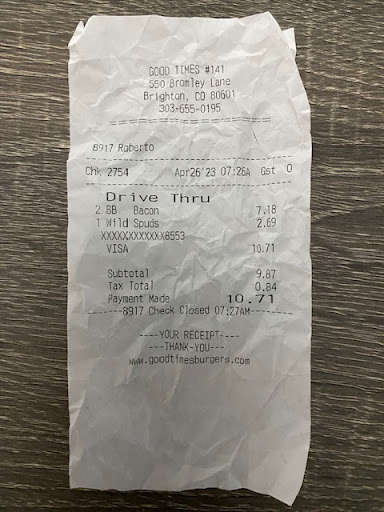 GOOD TIMES #141
550 Bromley Lane
Brighton, CO 80601
303-655-0195
8917 Roberto
Chk 2754 Apr26'23 07:26A Gst 0
Drive Thru
2 BB Bacon 7.18
1 Wild Spuds 2.69
XXXXXXXXXXXX8553
VISA 10.71
Subtotal 9.87
Tax Total 0.84
Payment Made 10.71
------8917 Check Closed 07:27AM------
----YOUR RECEIPT----
---THANK-YOU---
www.goodtimesburgers.com